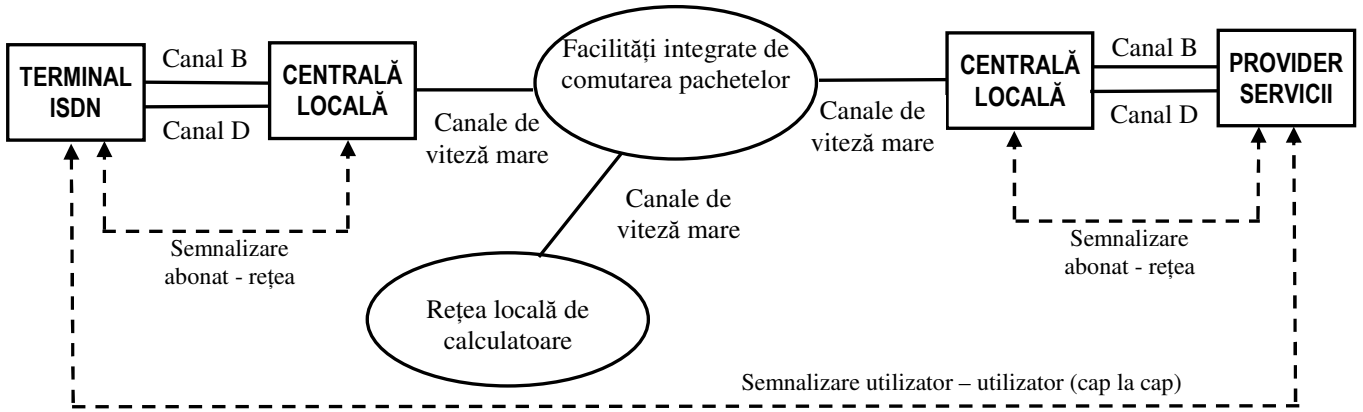 TERMINAL
ISDN
Canal B
Canal D
CENTRALĂ
LOCALĂ
Canale de
viteză mare
Facilități integrate de
comutarea pachetelor
Canale de
viteză mare
CENTRALĂ
LOCALĂ
Canal B
Canal D
PROVIDER
SERVICII
Canale de
viteză mare
Semnalizare
abonat - rețea
Semnalizare
abonat - rețea
Rețea locală de
calculatoare
Semnalizare utilizator – utilizator (cap la cap)